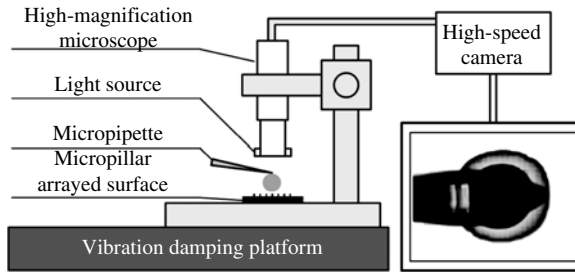 High-magnification
microscope
Light source
Micropipette
Micropillar
arrayed surface
Vibration damping platform
High-speed
camera